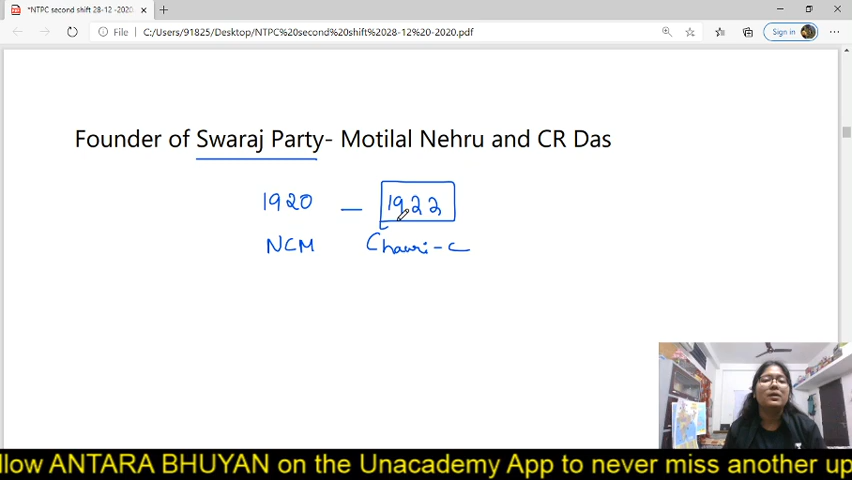 *NTPC second shift 28-12 -2020.
File
C:/Users/91825/Desktop/NTPC%20second%20shift%2028-12%20-2020.pdf
Sign in
Founder of Swaraj Party- Motilal Nehru and CR Das
1920 — 1922
NCM Chauri-C
llow ANTARA BHUYAN on the Unacademy App to never miss another up